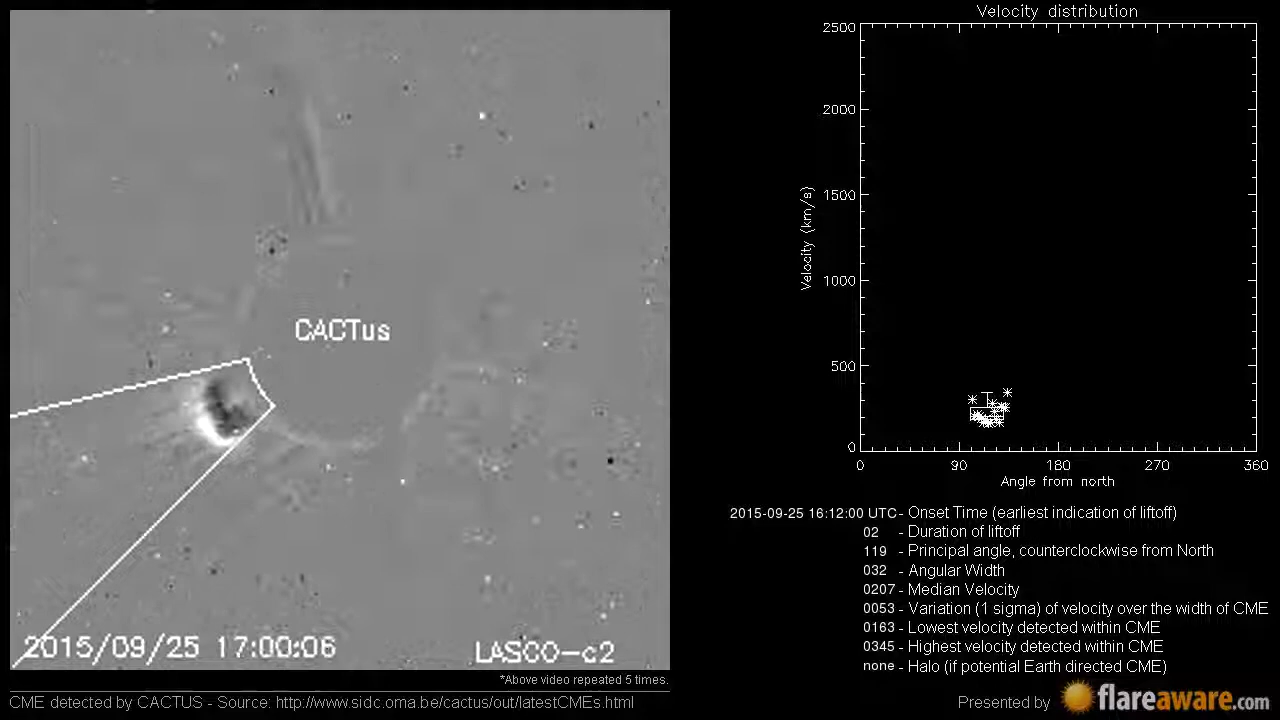 CACTus
2015/09/25 17:00:06
LASCO-c2
*Above video repeated 5 times.
CME detected by CACTUS - Source: http://www.sidc.oma.be/cactus/out/latestCMEs.html
Velocity distribution
Velocity (km/s)
2500
2000
1500
1000
500
0
0 90 180 270 360
Angle from north
2015-09-25 16:12:00 UTC - Onset Time (earliest indication of liftoff)
02 - Duration of liftoff
119 - Principal angle, counterclockwise from North
032 - Angular Width
0207 - Median Velocity
0053 - Variation (1 sigma) of velocity over the width of CME
0163 - Lowest velocity detected within CME
0345 - Highest velocity detected within CME
none - Halo (if potential Earth directed CME)
Presented by flareaware.com